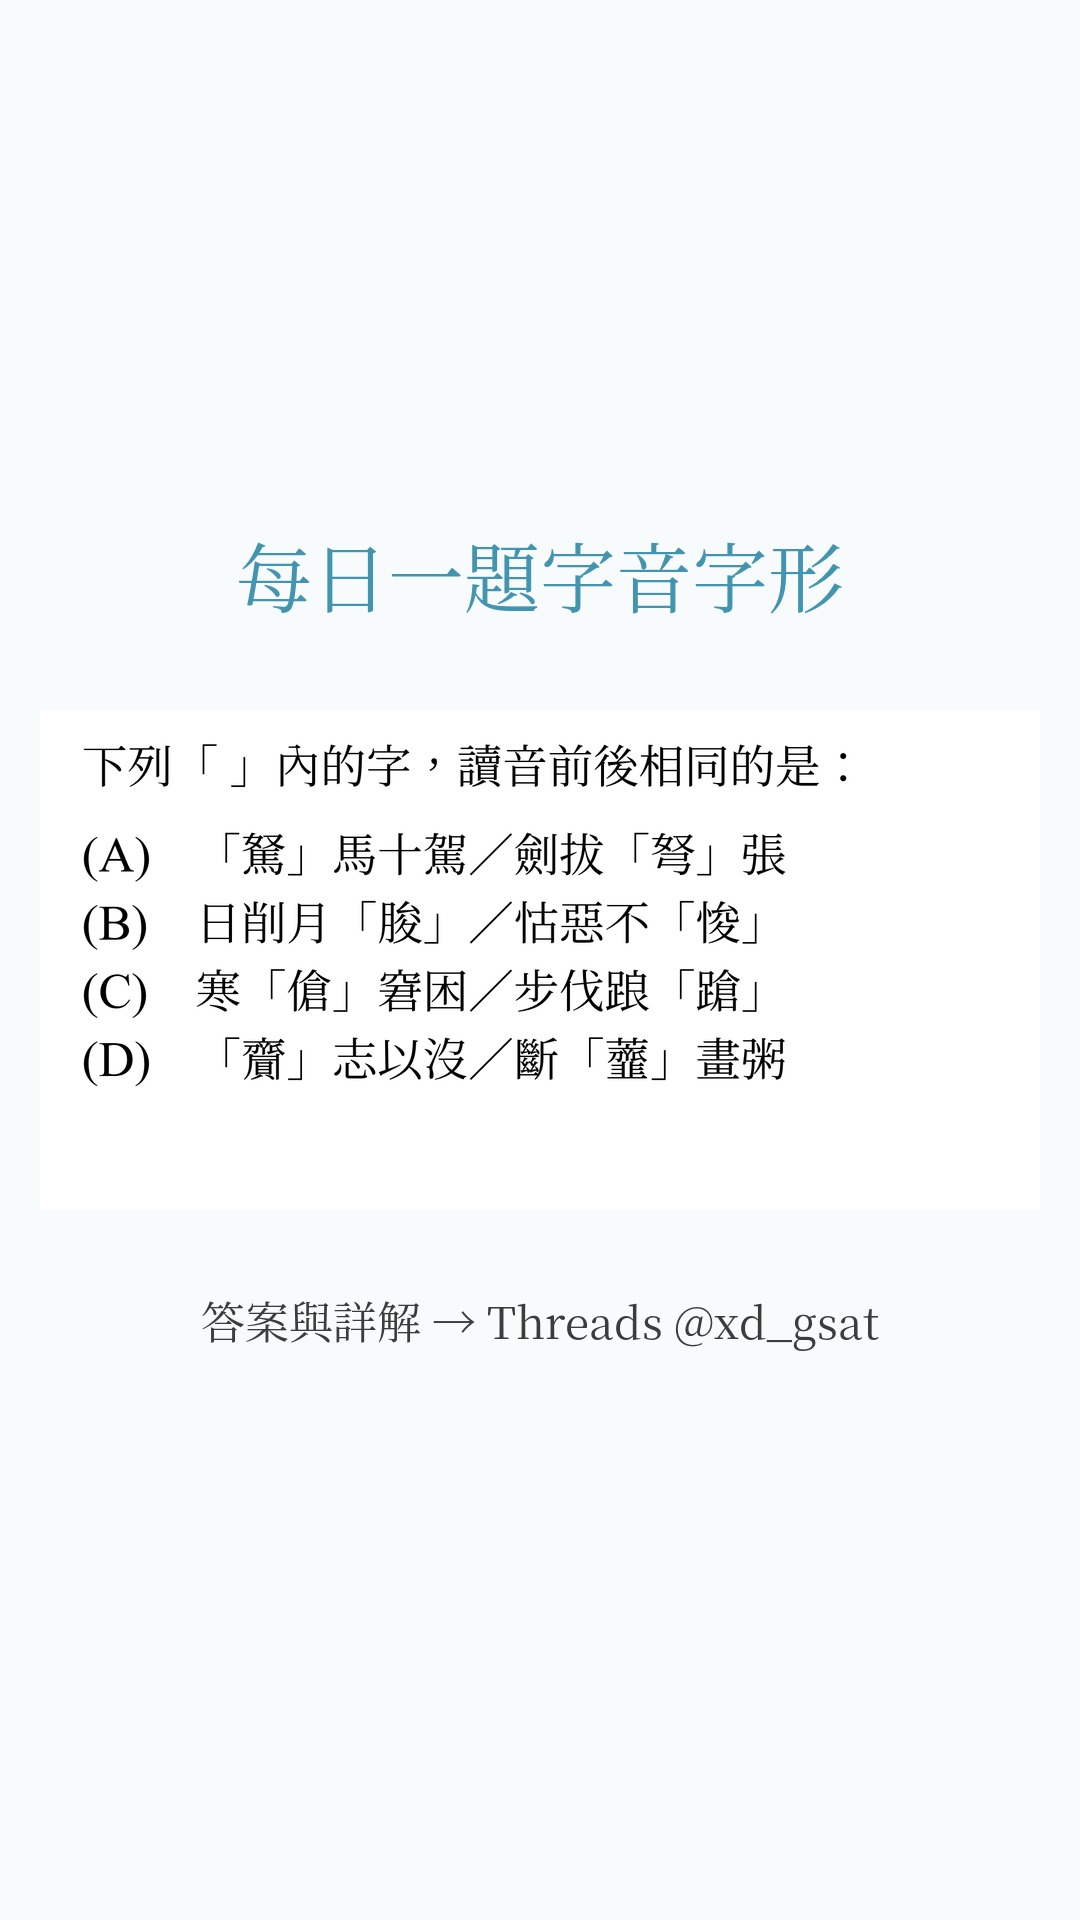 每日一題字音字形
下列「 」內的字，讀音前後相同的是：
(A) 「駑」馬十駕／劍拔「弩」張
(B) 日削月「朘」／怙惡不「悛」
(C) 寒「傖」窘困／步伐踉「蹌」
(D) 「齎」志以沒／斷「虀」畫粥
答案與詳解 → Threads @xd_gsat